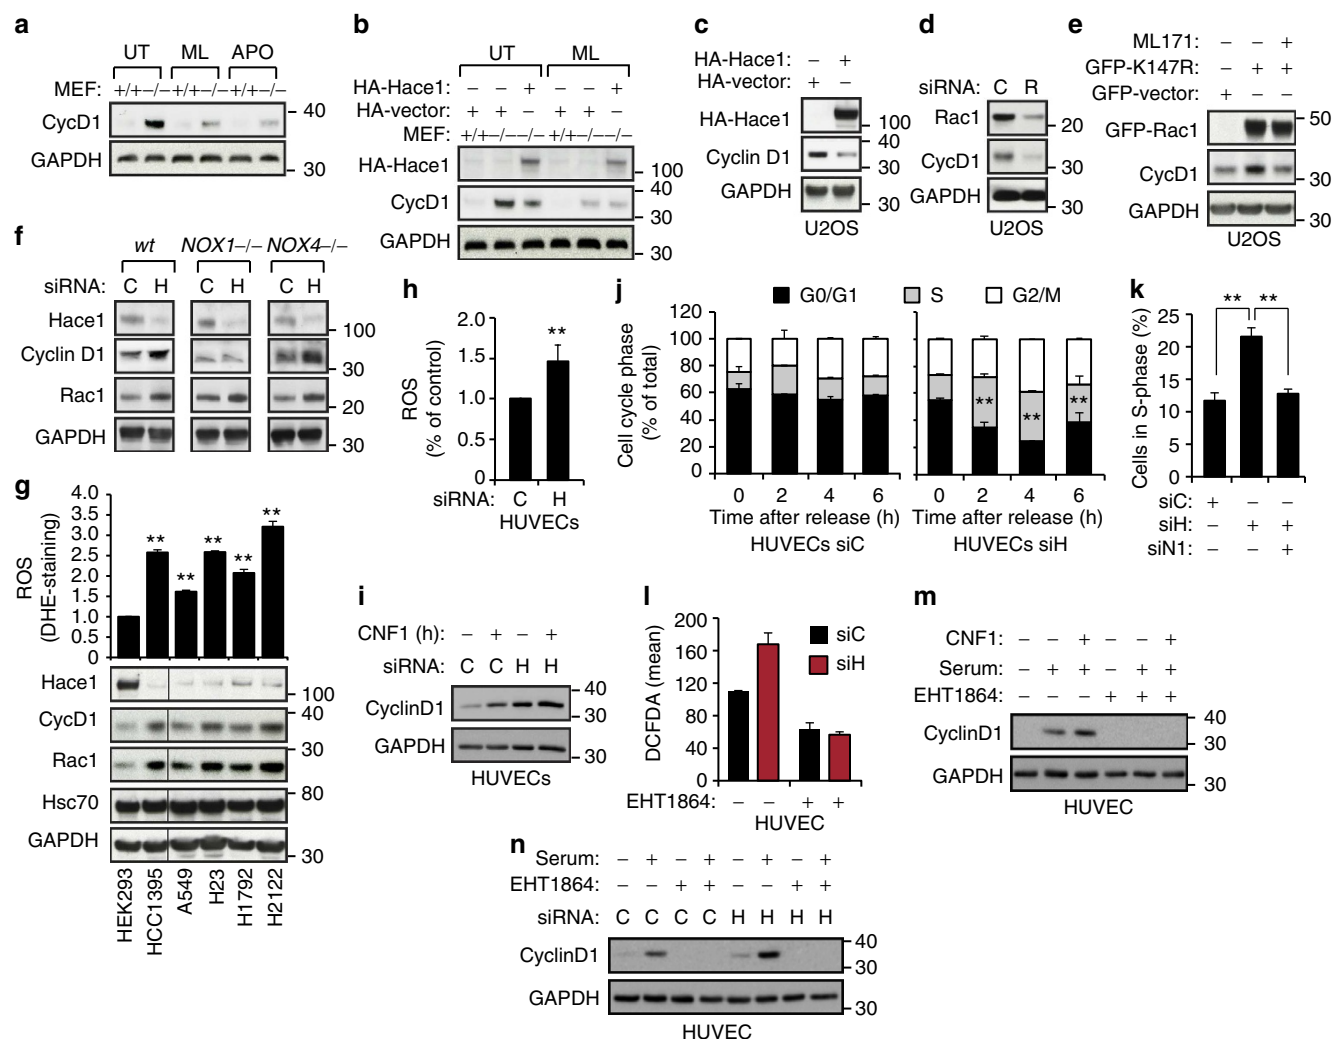 a
UT ML APO
MEF: +/+ −/− +/+ −/− +/+ −/−
CycD1
40
GAPDH
30
b
UT ML
HA-Hace1: − − + − − +
HA-vector: + + − + + −
MEF: +/+ −/− −/− +/+ −/− −/−
HA-Hace1
100
CycD1
40
30
GAPDH
30
c
HA-Hace1: − +
HA-vector: + −
HA-Hace1
100
Cyclin D1
40
30
GAPDH
30
U2OS
d
siRNA: C R
Rac1
20
CycD1
30
GAPDH
30
U2OS
e
ML171: − − +
GFP-K147R: − + +
GFP-vector: + − −
GFP-Rac1
50
CycD1
30
GAPDH
30
U2OS
f
wt NOX1−/− NOX4−/−
siRNA: C H C H C H
Hace1
100
Cyclin D1
30
Rac1
20
GAPDH
30
g
ROS
(DHE-staining)
4.0
3.5
3.0
2.5
2.0
1.5
1.0
0.5
0
** ** ** ** **
Hace1
100
CycD1
40
30
Rac1
Hsc70
80
GAPDH
30
HEK293 HCC1395 A549 H23 H1792 H2122
h
ROS
(% of control)
2.0
1.5
1.0
0.5
0
**
siRNA: C H
HUVECs
i
CNF1 (h): − + − +
siRNA: C C H H
CyclinD1
40
30
GAPDH
30
HUVECs
j
G0/G1 S G2/M
Cell cycle phase
(% of total)
120
100
80
60
40
20
0
** ** **
0 2 4 6 0 2 4 6
Time after release (h) Time after release (h)
HUVECs siC HUVECs siH
k
Cells in S-phase (%)
25
20
15
10
5
0
** **
siC: + − −
siH: − + +
siN1: − − +
l
DCFDA (mean)
200
160
120
80
40
0
siC
siH
EHT1864: − − + +
HUVEC
m
CNF1: − − + − − +
Serum: − + + − + +
EHT1864: − − − + + +
CyclinD1
40
30
GAPDH
30
HUVEC
n
Serum: − + − + − + − +
EHT1864: − − + + − − + +
siRNA: C C C C H H H H
CyclinD1
40
30
GAPDH
30
HUVEC